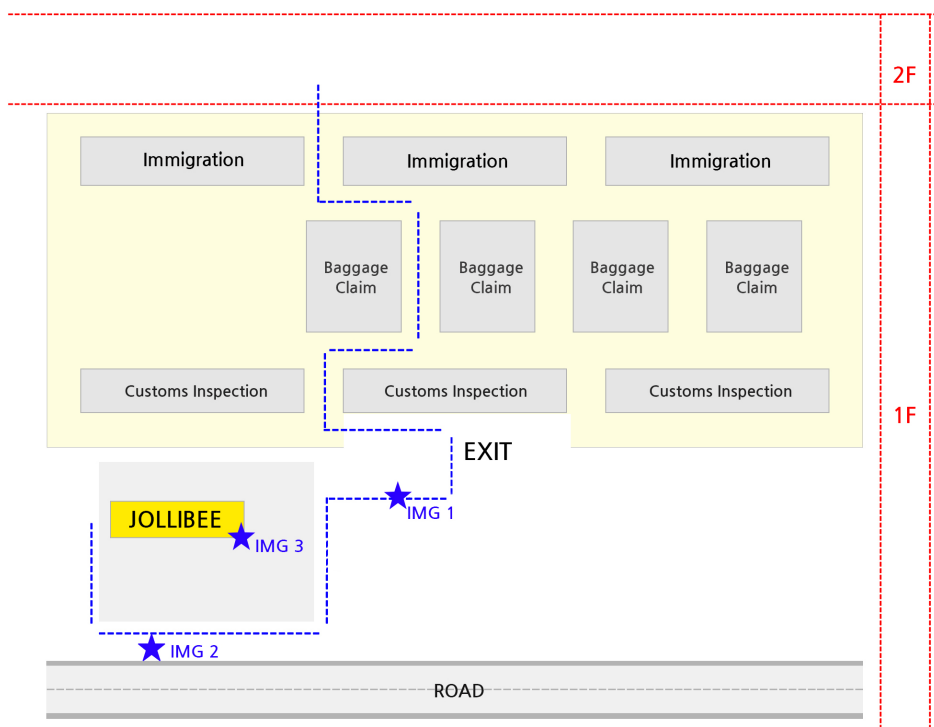 2F
Immigration
Immigration
Immigration
Baggage
Claim
Baggage
Claim
Baggage
Claim
Baggage
Claim
Customs Inspection
Customs Inspection
Customs Inspection
1F
EXIT
IMG 1
JOLLIBEE
IMG 3
IMG 2
ROAD